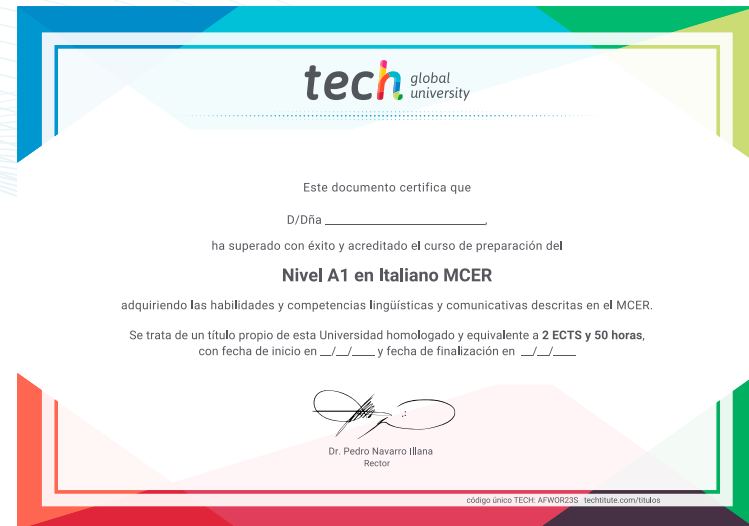 tech global university
Este documento certifica que
D/Dña ____________________,
ha superado con éxito y acreditado el curso de preparación del
Nivel A1 en Italiano MCER
adquiriendo las habilidades y competencias lingüísticas y comunicativas descritas en el MCER.
Se trata de un título propio de esta Universidad homologado y equivalente a 2 ECTS y 50 horas,
con fecha de inicio en __/__/____ y fecha de finalización en __/__/____
Dr. Pedro Navarro Illana
Rector
código único TECH: AFWOR23S techtitute.com/titulos